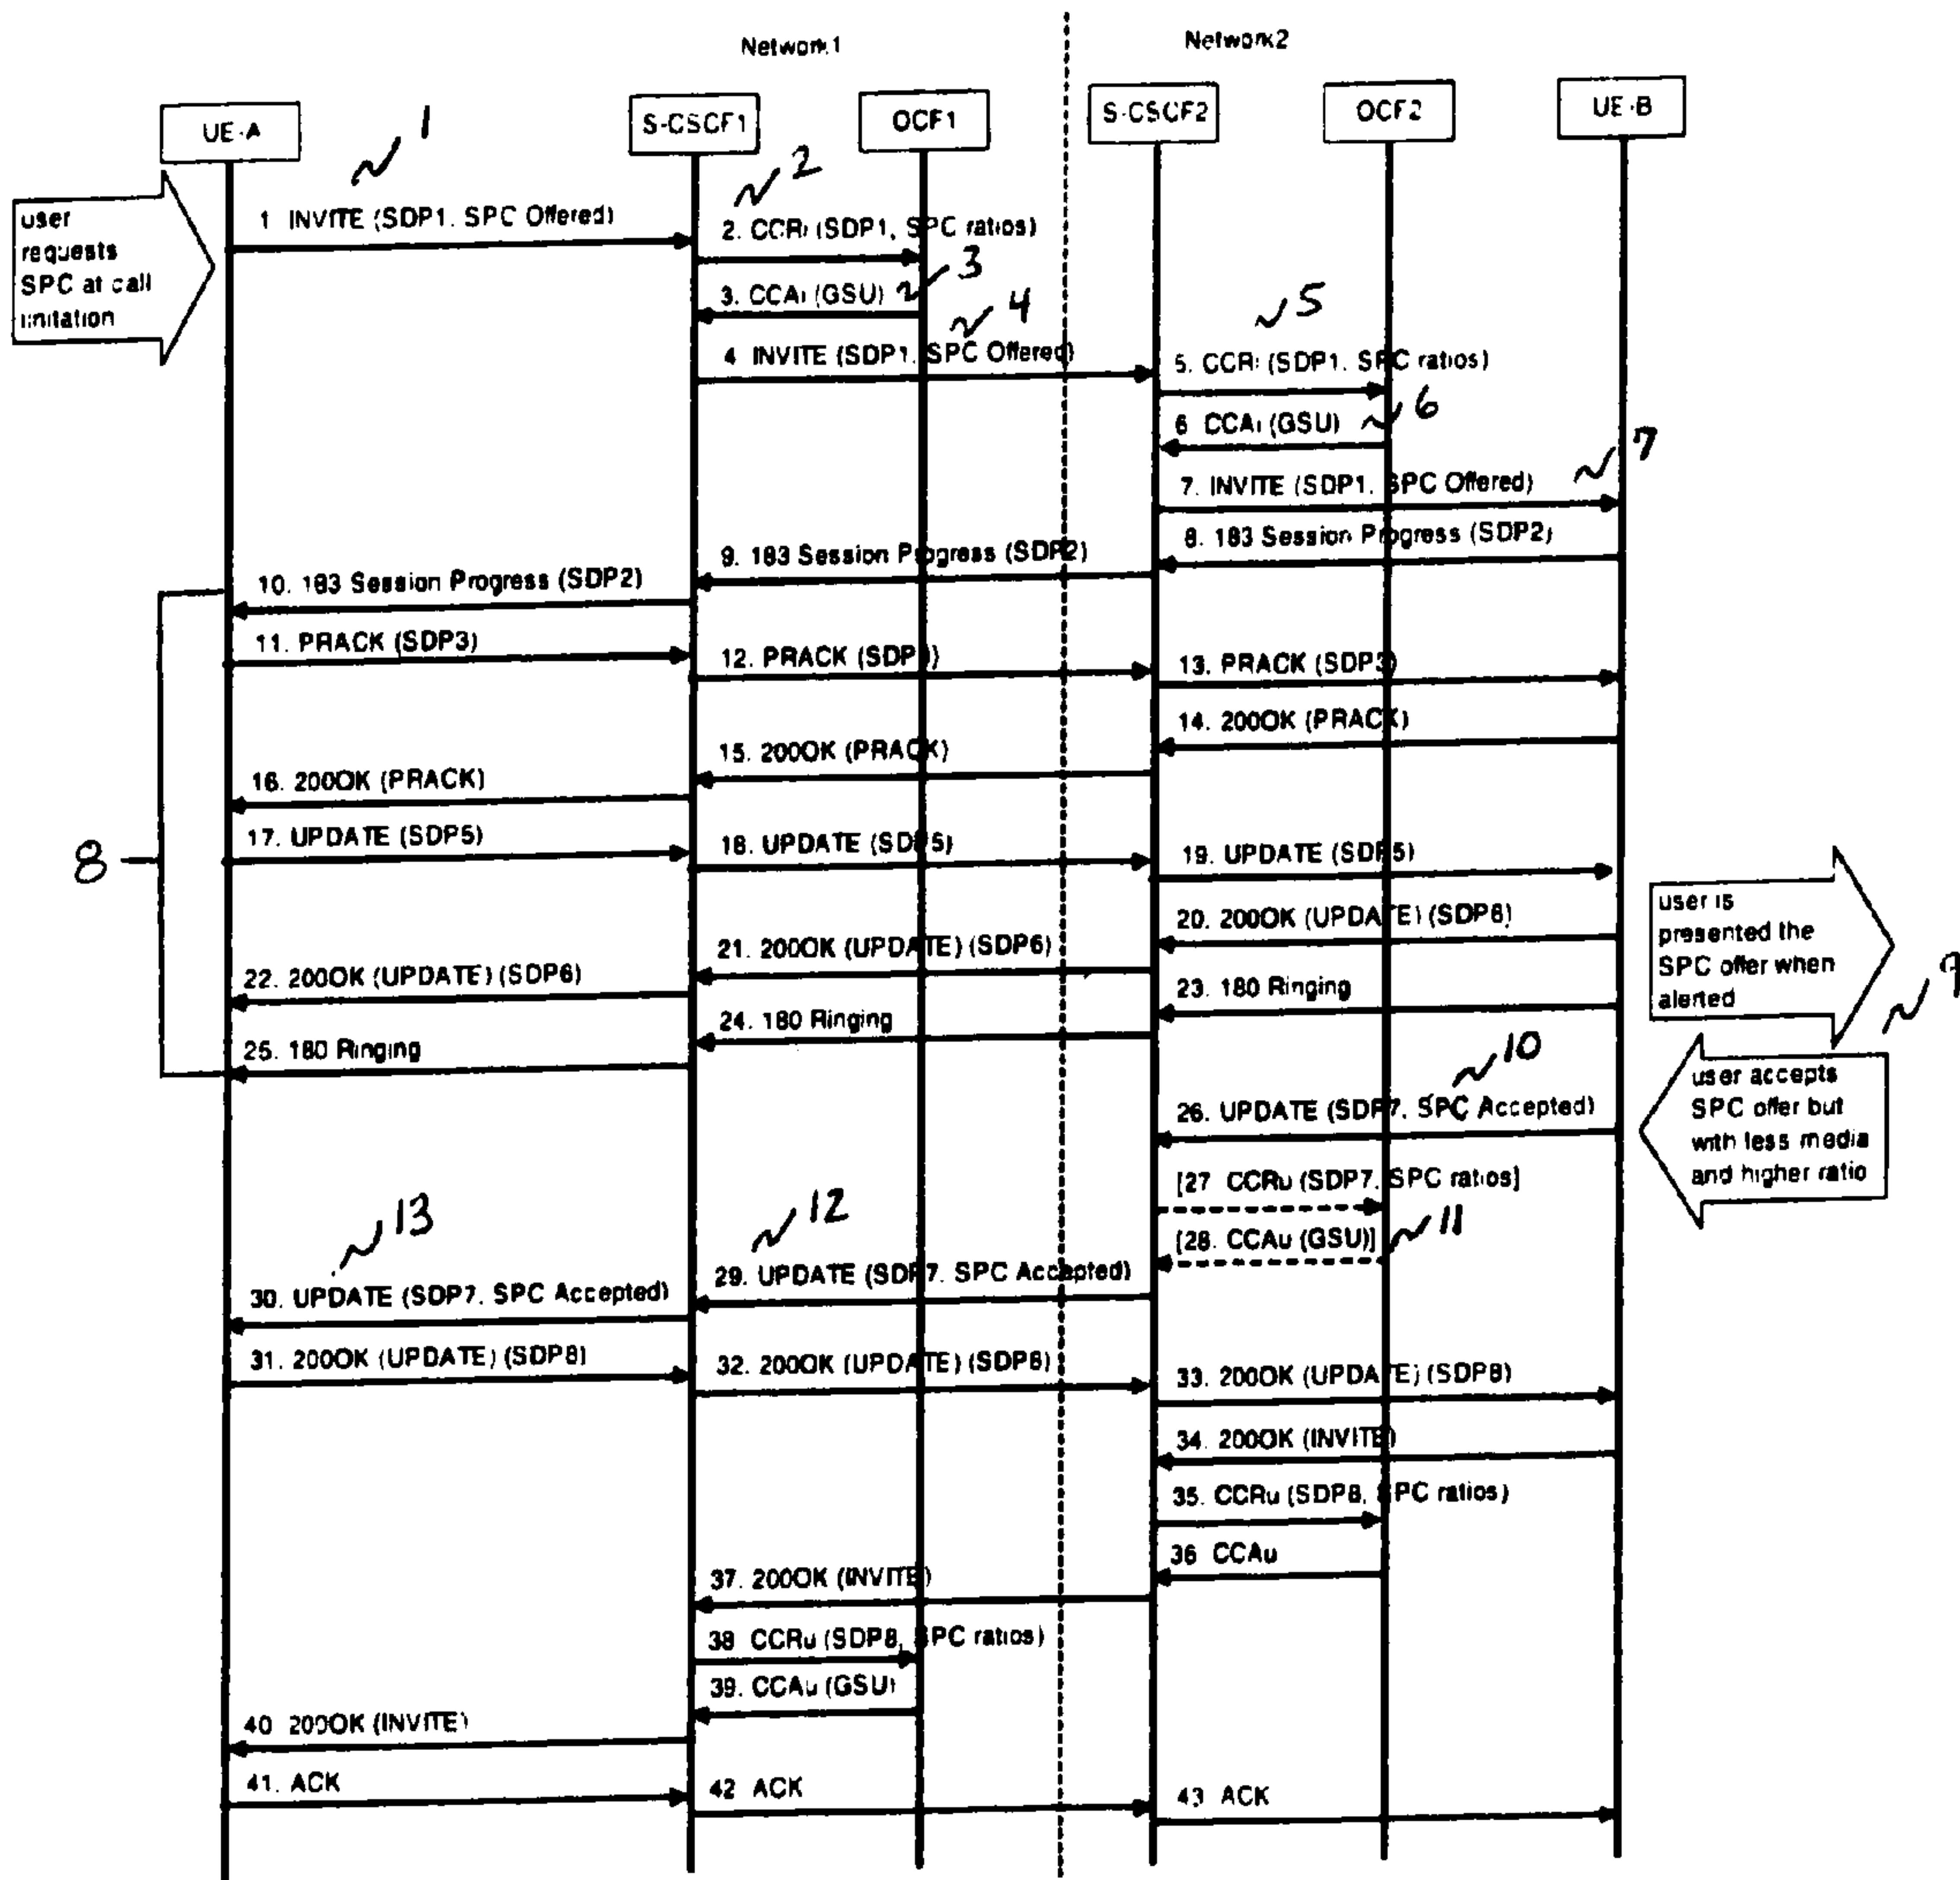 Network1
Network2
UE-A
S-CSCF1
OCF1
S-CSCF2
OCF2
UE-B
1
user
requests
SPC at call
initation
1 INVITE (SDP1. SPC Offered)
2
2. CCRi (SDP1, SPC ratios)
3
3. CCAi (GSU)
4
4 INVITE (SDP1. SPC Offered)
5
5. CCRi (SDP1. SPC ratios)
6
6 CCAi (GSU)
7
7. INVITE (SDP1. SPC Offered)
8. 183 Session Progress (SDP2)
9. 183 Session Progress (SDP2)
10. 183 Session Progress (SDP2)
11. PRACK (SDP3)
12. PRACK (SDP3)
13. PRACK (SDP3)
14. 200OK (PRACK)
15. 200OK (PRACK)
16. 200OK (PRACK)
8
17. UPDATE (SDP5)
18. UPDATE (SDP5)
19. UPDATE (SDP5)
20. 200OK (UPDATE) (SDP6)
21. 200OK (UPDATE) (SDP6)
22. 200OK (UPDATE) (SDP6)
user is
presented the
SPC offer when
alerted
23. 180 Ringing
24. 180 Ringing
25. 180 Ringing
9
user accepts
SPC offer but
with less media
and higher ratio
10
26. UPDATE (SDP7. SPC Accepted)
[27 CCRu (SDP7. SPC ratios]
11
[28. CCAu (GSU)]
12
29. UPDATE (SDP7. SPC Accepted)
13
30. UPDATE (SDP7. SPC Accepted)
31. 200OK (UPDATE) (SDP8)
32. 200OK (UPDATE) (SDP8)
33. 200OK (UPDATE) (SDP8)
34. 200OK (INVITE)
35. CCRu (SDP8, SPC ratios)
36 CCAu
37. 200OK (INVITE)
38 CCRu (SDP8, SPC ratios)
39. CCAu (GSU)
40 200OK (INVITE)
41. ACK
42 ACK
43 ACK